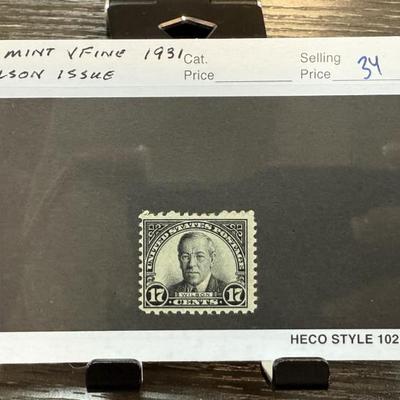 MINT VFINE 1931 Cat. Selling
Price Price 34
LSON ISSUE
UNITED STATES POSTAGE
WILSON
17 CENTS 17
HECO STYLE 102